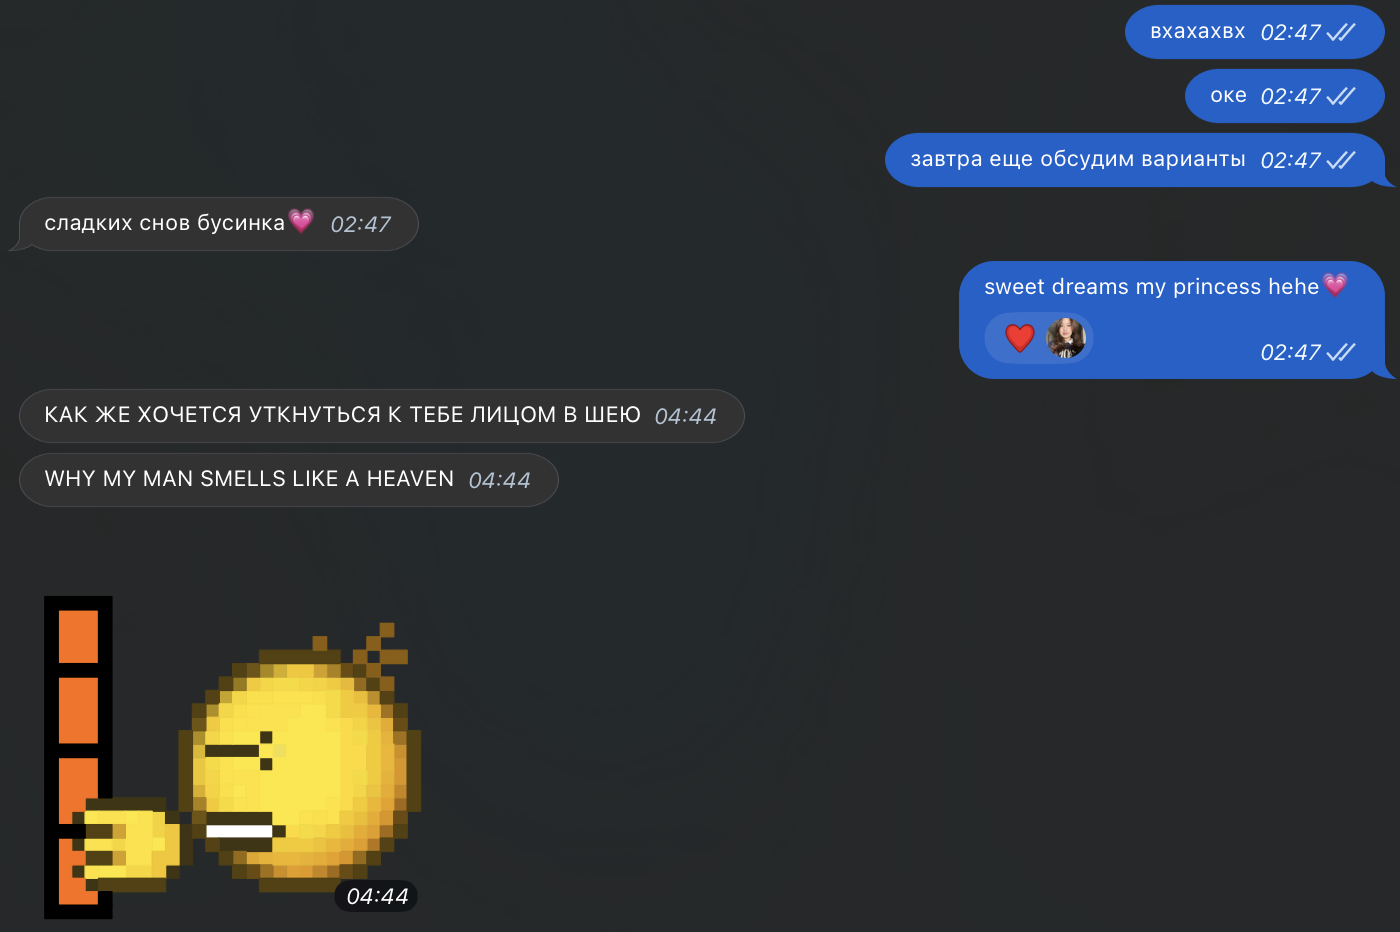 вхахахвх 02:47
оке 02:47
завтра еще обсудим варианты 02:47
сладких снов бусинка💗 02:47
sweet dreams my princess hehe💗
02:47
КАК ЖЕ ХОЧЕТСЯ УТКНУТЬСЯ К ТЕБЕ ЛИЦОМ В ШЕЮ 04:44
WHY MY MAN SMELLS LIKE A HEAVEN 04:44
04:44